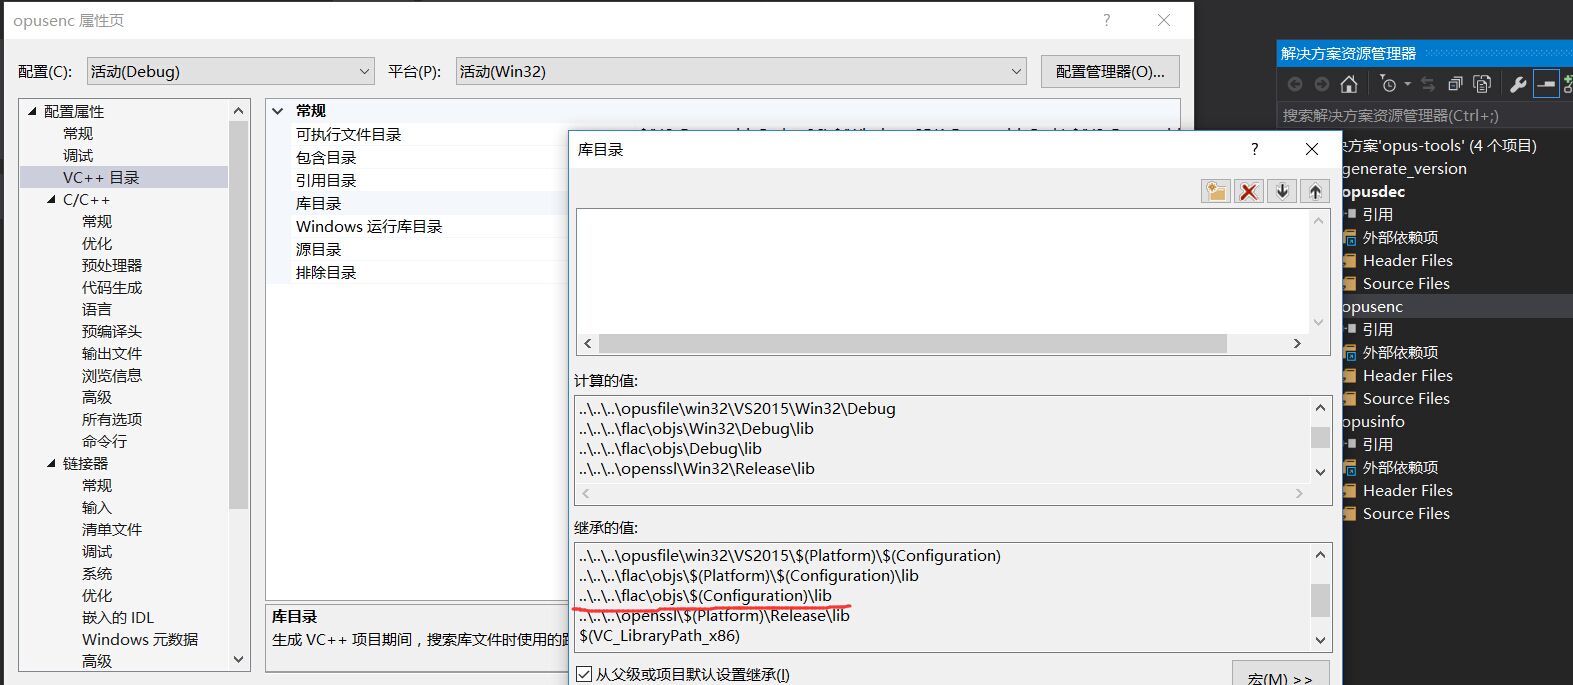 opusenc 属性页
配置(C):
活动(Debug)
平台(P):
活动(Win32)
配置管理器(O)...
配置属性
常规
调试
VC++ 目录
C/C++
常规
优化
预处理器
代码生成
语言
预编译头
输出文件
浏览信息
高级
所有选项
命令行
链接器
常规
输入
清单文件
调试
系统
优化
嵌入的 IDL
Windows 元数据
高级
常规
可执行文件目录
包含目录
引用目录
库目录
Windows 运行库目录
源目录
排除目录
库目录
生成 VC++ 项目期间，搜索库文件时使用的
库目录
计算的值:
..\..\..\opusfile\win32\VS2015\Win32\Debug
..\..\..\flac\objs\Win32\Debug\lib
..\..\..\flac\objs\Debug\lib
..\..\..\openssl\Win32\Release\lib
继承的值:
..\..\..\opusfile\win32\VS2015\$(Platform)\$(Configuration)
..\..\..\flac\objs\$(Platform)\$(Configuration)\lib
..\..\..\flac\objs\$(Configuration)\lib
..\..\..\openssl\$(Platform)\Release\lib
$(VC_LibraryPath_x86)
从父级或项目默认设置继承(I)
宏(M) >>
解决方案资源管理器
搜索解决方案资源管理器(Ctrl+;)
决方案'opus-tools' (4 个项目)
generate_version
opusdec
引用
外部依赖项
Header Files
Source Files
opusenc
引用
外部依赖项
Header Files
Source Files
opusinfo
引用
外部依赖项
Header Files
Source Files